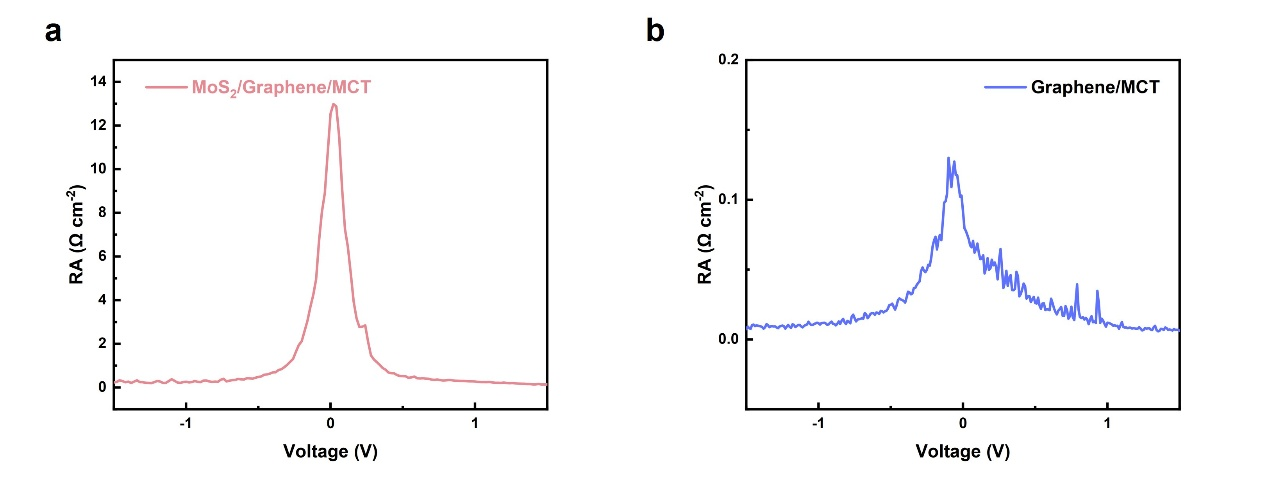 a
MoS2/Graphene/MCT
14
12
10
8
6
4
2
0
RA (Ω cm-2)
-1
0
1
Voltage (V)
b
Graphene/MCT
0.2
0.1
0.0
RA (Ω cm-2)
-1
0
1
Voltage (V)